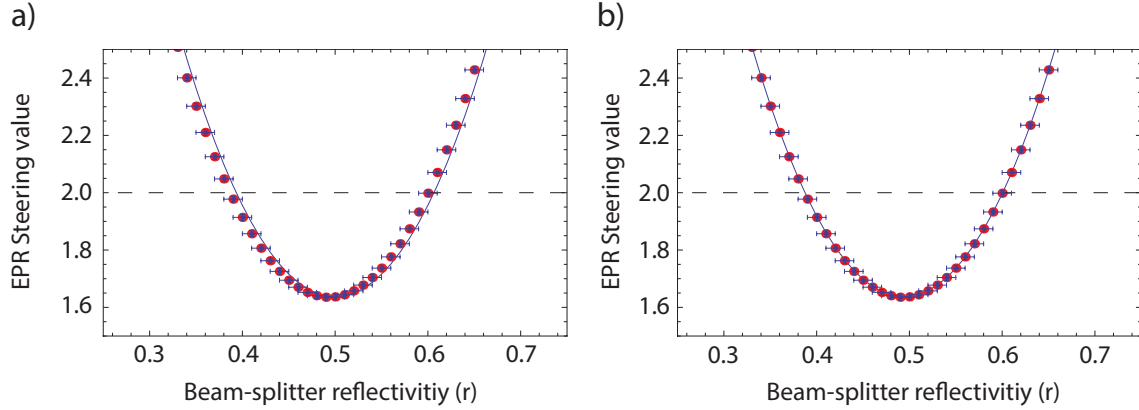 a)
EPR Steering value
2.4
2.2
2.0
1.8
1.6
0.3 0.4 0.5 0.6 0.7
Beam-splitter reflectivitiy (r)
b)
EPR Steering value
2.4
2.2
2.0
1.8
1.6
0.3 0.4 0.5 0.6 0.7
Beam-splitter reflectivitiy (r)